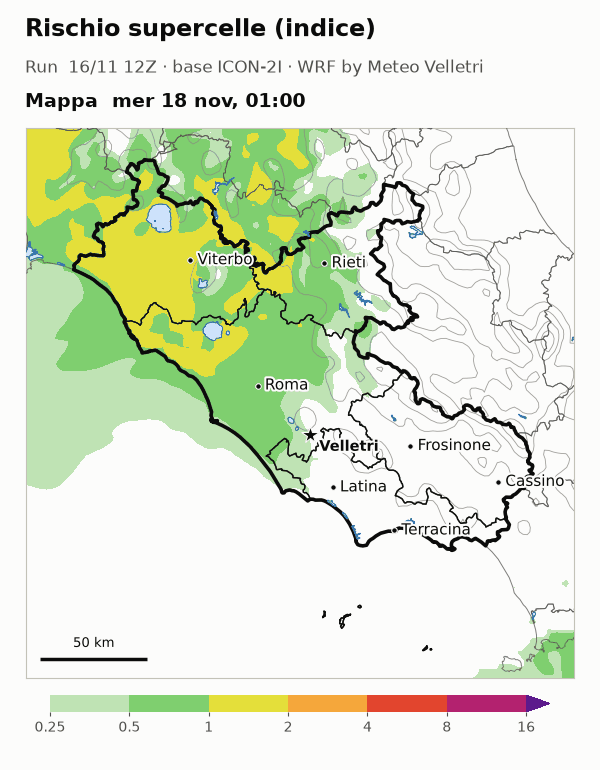 Rischio supercelle (indice)
Run  16/11 12Z · base ICON-2I · WRF by Meteo Velletri
Mappa  mer 18 nov, 01:00
Viterbo
Rieti
Roma
Velletri
Frosinone
Cassino
Latina
Terracina
50 km
0.25 0.5 1 2 4 8 16